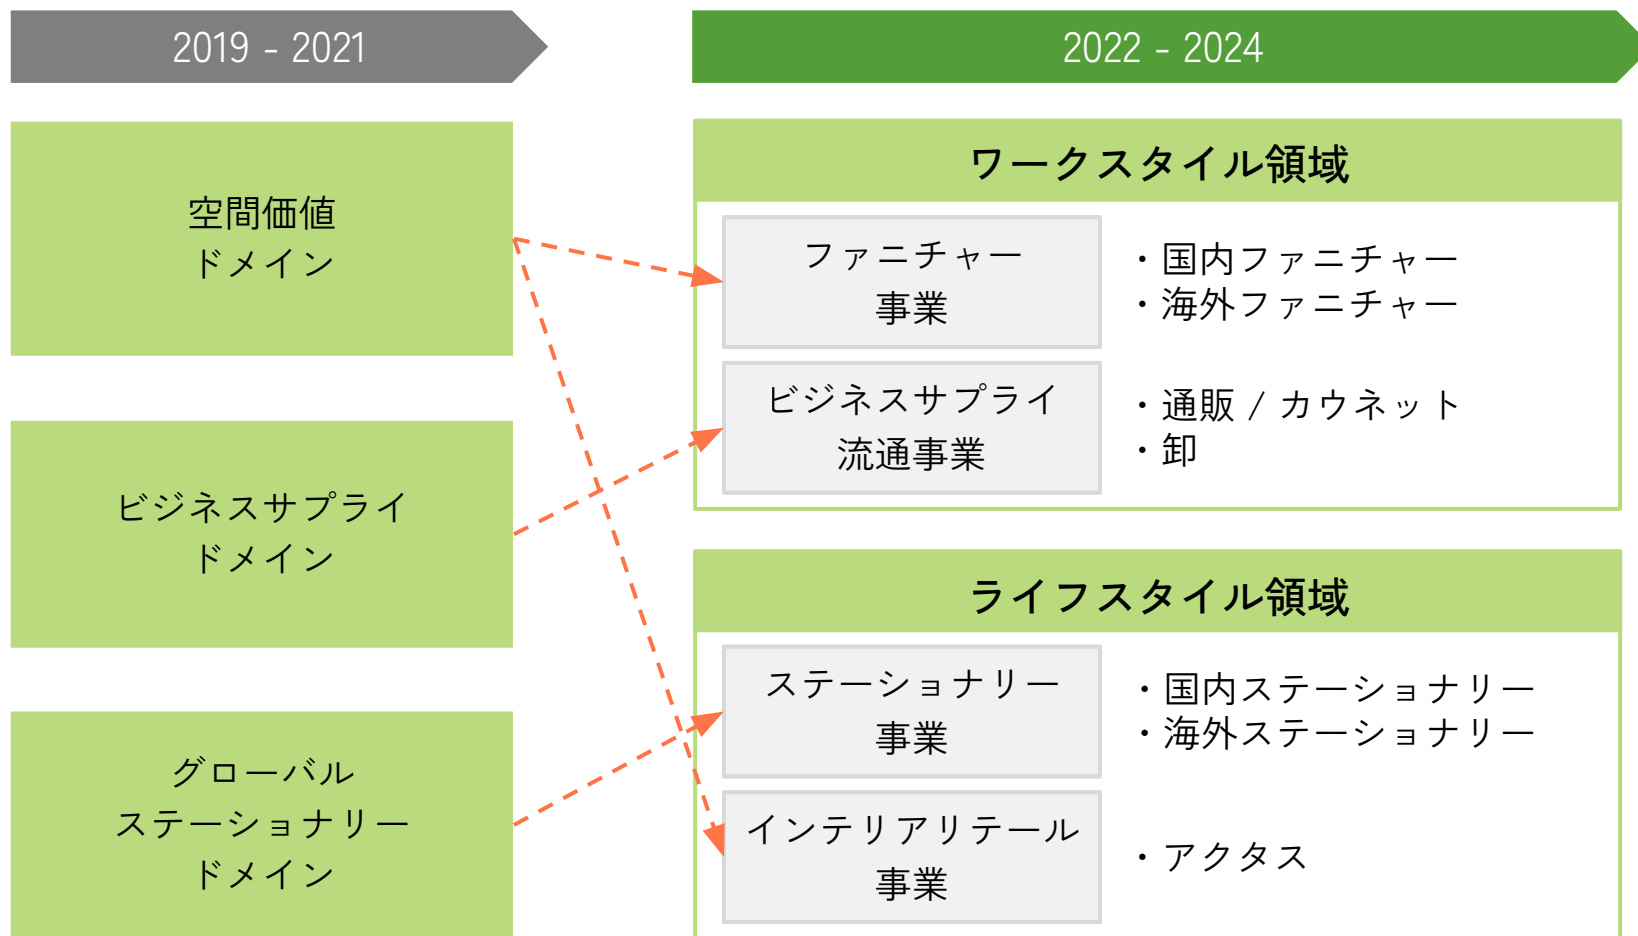 2019 - 2021
2022 - 2024
空間価値
ドメイン
ビジネスサプライ
ドメイン
グローバル
ステーショナリー
ドメイン
ワークスタイル領域
ファニチャー
事業
・国内ファニチャー
・海外ファニチャー
ビジネスサプライ
流通事業
・通販 / カウネット
・卸
ライフスタイル領域
ステーショナリー
事業
・国内ステーショナリー
・海外ステーショナリー
インテリアリテール
事業
・アクタス